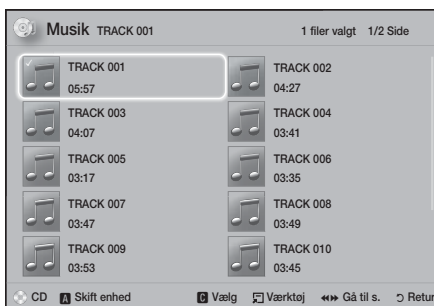 Musik TRACK 001 1 filer valgt 1/2 Side
TRACK 001
05:57
TRACK 002
04:27
TRACK 003
04:07
TRACK 004
03:41
TRACK 005
03:17
TRACK 006
03:35
TRACK 007
03:47
TRACK 008
03:49
TRACK 009
03:53
TRACK 010
03:45
CD A Skift enhed C Vælg Værktøj Gå til s. Retur